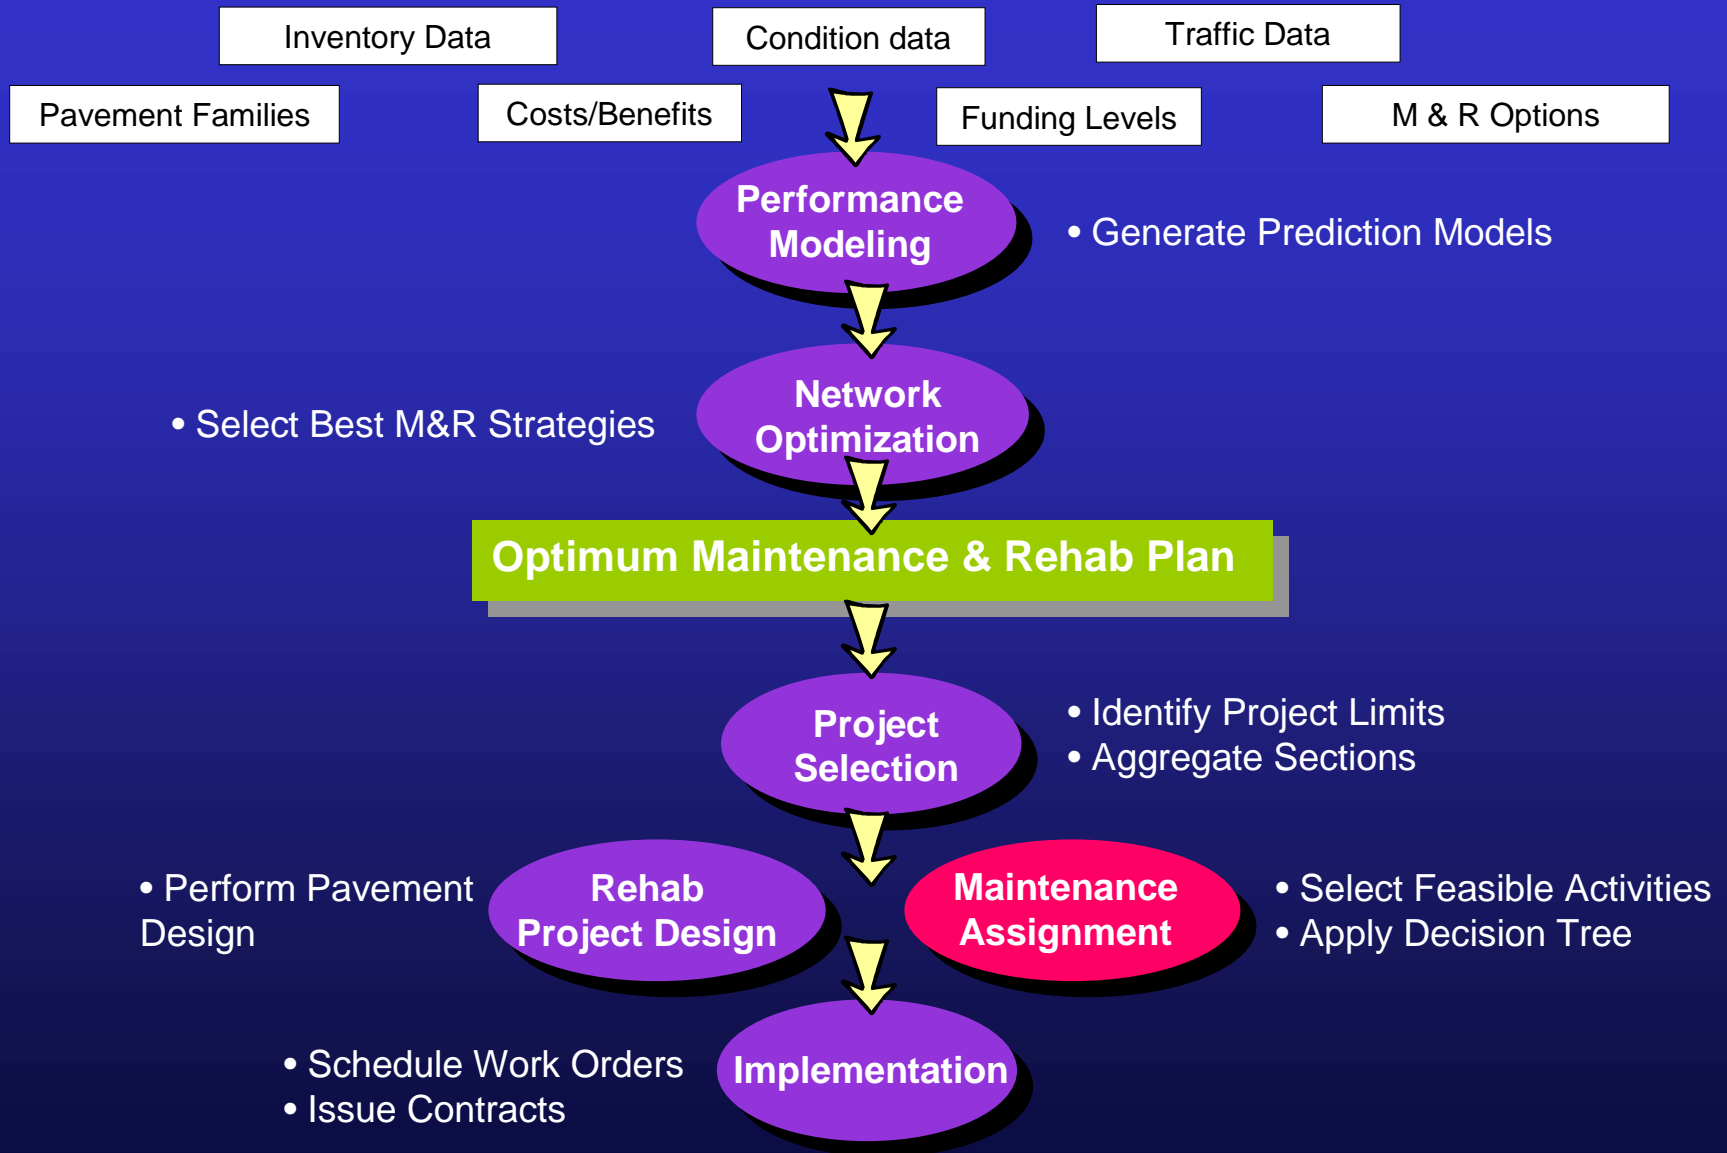 Inventory Data
Condition data
Traffic Data
Pavement Families
Costs/Benefits
Funding Levels
M & R Options
Performance
Modeling
• Generate Prediction Models
Network
Optimization
• Select Best M&R Strategies
Optimum Maintenance & Rehab Plan
Project
Selection
• Identify Project Limits
• Aggregate Sections
• Perform Pavement
Design
Rehab
Project Design
Maintenance
Assignment
• Select Feasible Activities
• Apply Decision Tree
• Schedule Work Orders
• Issue Contracts
Implementation